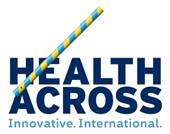 HEALTH
ACROSS
Innovative. International.